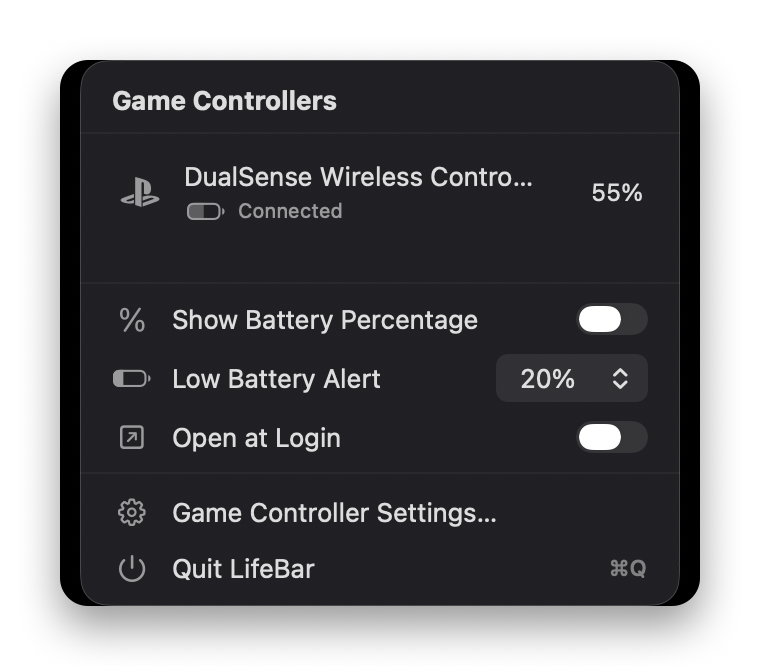 Game Controllers
DualSense Wireless Contro...
55%
Connected
% Show Battery Percentage
Low Battery Alert
20%
Open at Login
Game Controller Settings...
Quit LifeBar
⌘Q